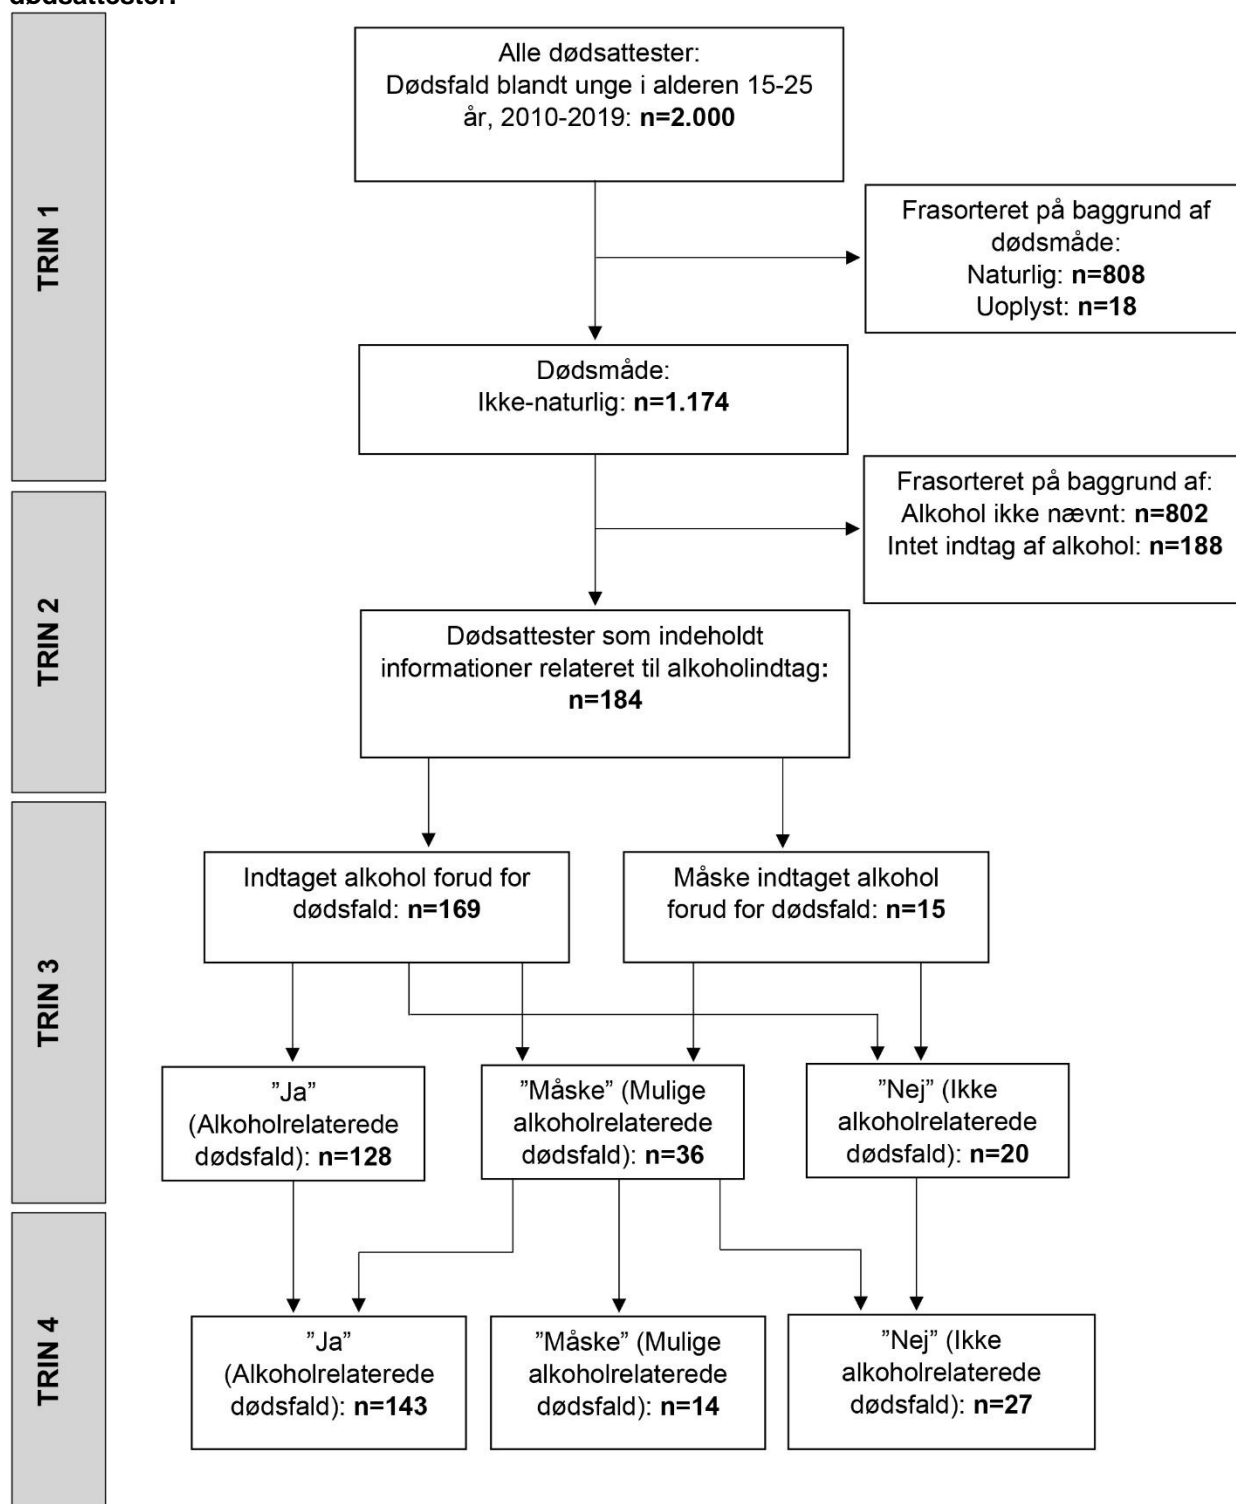 dødsattester.
Alle dødsattester:
Dødsfald blandt unge i alderen 15-25
år, 2010-2019: n=2.000
TRIN 1
Frasorteret på baggrund af
dødsmåde:
Naturlig: n=808
Uoplyst: n=18
Dødsmåde:
Ikke-naturlig: n=1.174
Frasorteret på baggrund af:
Alkohol ikke nævnt: n=802
Intet indtag af alkohol: n=188
TRIN 2
Dødsattester som indeholdt
informationer relateret til alkoholindtag:
n=184
TRIN 3
Indtaget alkohol forud for
dødsfald: n=169
Måske indtaget alkohol
forud for dødsfald: n=15
”Ja”
(Alkoholrelaterede
dødsfald): n=128
”Måske” (Mulige
alkoholrelaterede
dødsfald): n=36
”Nej” (Ikke
alkoholrelaterede
dødsfald): n=20
TRIN 4
”Ja”
(Alkoholrelaterede
dødsfald): n=143
”Måske” (Mulige
alkoholrelaterede
dødsfald): n=14
”Nej” (Ikke
alkoholrelaterede
dødsfald): n=27